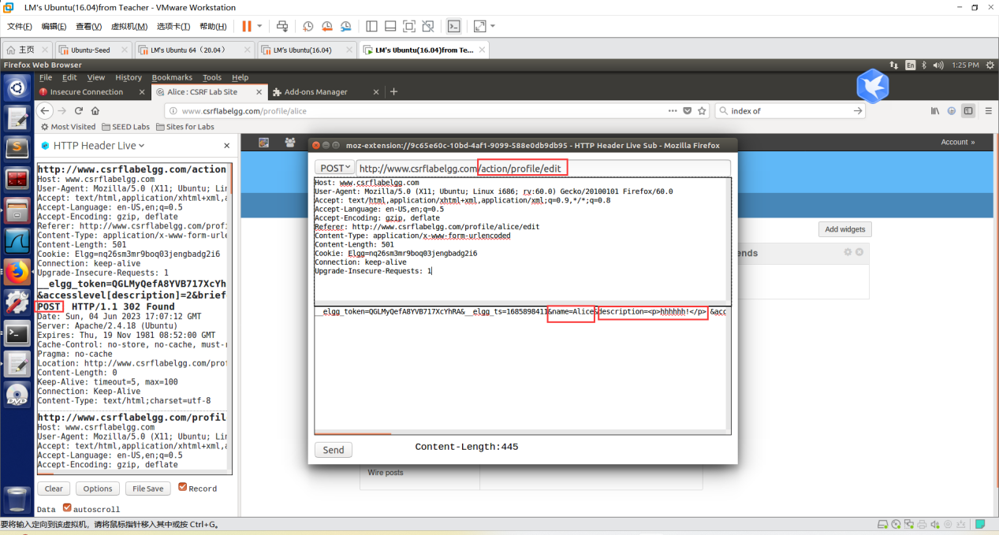 LM's Ubuntu(16.04)from Teacher - VMware Workstation
文件(F) 编辑(E) 查看(V) 虚拟机(M) 选项卡(T) 帮助(H)
主页 Ubuntu-Seed LM's Ubuntu 64（20.04） LM's Ubuntu(16.04) LM's Ubuntu(16.04)from Te...
Firefox Web Browser En 1:25 PM
File Edit View History Bookmarks Tools Help
Insecure Connection Alice : CSRF Lab Site Add-ons Manager
www.csrflabelgg.com/profile/alice index of
Most Visited SEED Labs Sites for Labs
HTTP Header Live
http://www.csrflabelgg.com/action
Host: www.csrflabelgg.com
User-Agent: Mozilla/5.0 (X11; Ubuntu; Lin
Accept: text/html,application/xhtml+xml,a
Accept-Language: en-US,en;q=0.5
Accept-Encoding: gzip, deflate
Referer: http://www.csrflabelgg.com/profi
Content-Type: application/x-www-form-urle
Content-Length: 501
Cookie: Elgg=nq26sm3mr9boq03jengbadg2i6
Connection: keep-alive
Upgrade-Insecure-Requests: 1
__elgg_token=QGLMyQefA8YVB717XcYh
&accesslevel[description]=2&brief
POST HTTP/1.1 302 Found
Date: Sun, 04 Jun 2023 17:07:12 GMT
Server: Apache/2.4.18 (Ubuntu)
Expires: Thu, 19 Nov 1981 08:52:00 GMT
Cache-Control: no-store, no-cache, must-r
Pragma: no-cache
Location: http://www.csrflabelgg.com/prof
Content-Length: 0
Keep-Alive: timeout=5, max=100
Connection: Keep-Alive
Content-Type: text/html;charset=utf-8
http://www.csrflabelgg.com/profil
Host: www.csrflabelgg.com
User-Agent: Mozilla/5.0 (X11; Ubuntu; Lin
Accept: text/html,application/xhtml+xml,a
Accept-Language: en-US,en;q=0.5
Accept-Encoding: gzip, deflate
Clear Options File Save Record
Data autoscroll
moz-extension://9c65e60c-10bd-4af1-9099-588e0db9db95 - HTTP Header Live Sub - Mozilla Firefox
POST http://www.csrflabelgg.com/action/profile/edit
Host: www.csrflabelgg.com
User-Agent: Mozilla/5.0 (X11; Ubuntu; Linux i686; rv:60.0) Gecko/20100101 Firefox/60.0
Accept: text/html,application/xhtml+xml,application/xml;q=0.9,*/*;q=0.8
Accept-Language: en-US,en;q=0.5
Accept-Encoding: gzip, deflate
Referer: http://www.csrflabelgg.com/profile/alice/edit
Content-Type: application/x-www-form-urlencoded
Content-Length: 501
Cookie: Elgg=nq26sm3mr9boq03jengbadg2i6
Connection: keep-alive
Upgrade-Insecure-Requests: 1
__elgg_token=QGLMyQefA8YVB717XcYhRA&__elgg_ts=1685898411&name=Alice&description=<p>hhhhhh!</p> &acc
Send Content-Length:445
Account »
Add widgets
ends
Wire posts
DVD
要将输入定向到该虚拟机，请将鼠标指针移入其中或按 Ctrl+G。